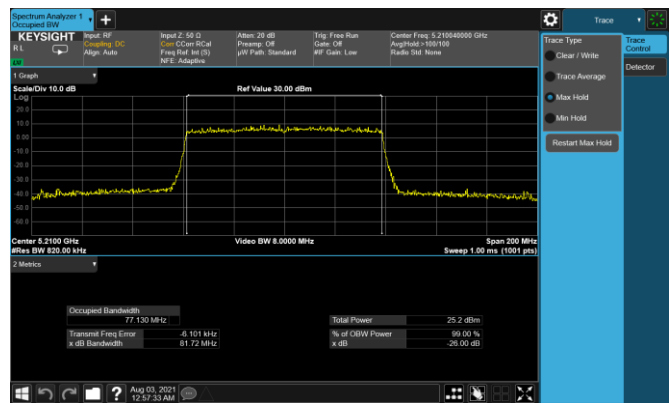 Spectrum Analyzer 1
Occupied BW
+
Trace
KEYSIGHT
Input: RF
Input Z: 50 Ω
Atten: 20 dB
Trig: Free Run
Center Freq: 5.210040000 GHz
RL
Coupling: DC
Corr CCorr RCal
Preamp: Off
Gate: Off
Avg|Hold:>100/100
Align: Auto
Freq Ref: Int (S)
µW Path: Standard
#IF Gain: Low
Radio Std: None
NFE: Adaptive
1 Graph
Scale/Div 10.0 dB
Ref Value 30.00 dBm
Log
20.0
10.0
0.00
-10.0
-20.0
-30.0
-40.0
-50.0
-60.0
Center 5.2100 GHz
Video BW 8.0000 MHz
Span 200 MHz
#Res BW 820.00 kHz
Sweep 1.00 ms (1001 pts)
2 Metrics
Occupied Bandwidth
77.130 MHz
Total Power
25.2 dBm
Transmit Freq Error
-6.101 kHz
% of OBW Power
99.00 %
x dB Bandwidth
81.72 MHz
x dB
-26.00 dB
?
Aug 03, 2021
12:57:33 AM
Trace Type
Clear / Write
Trace Average
Max Hold
Min Hold
Restart Max Hold
Trace
Control
Detector